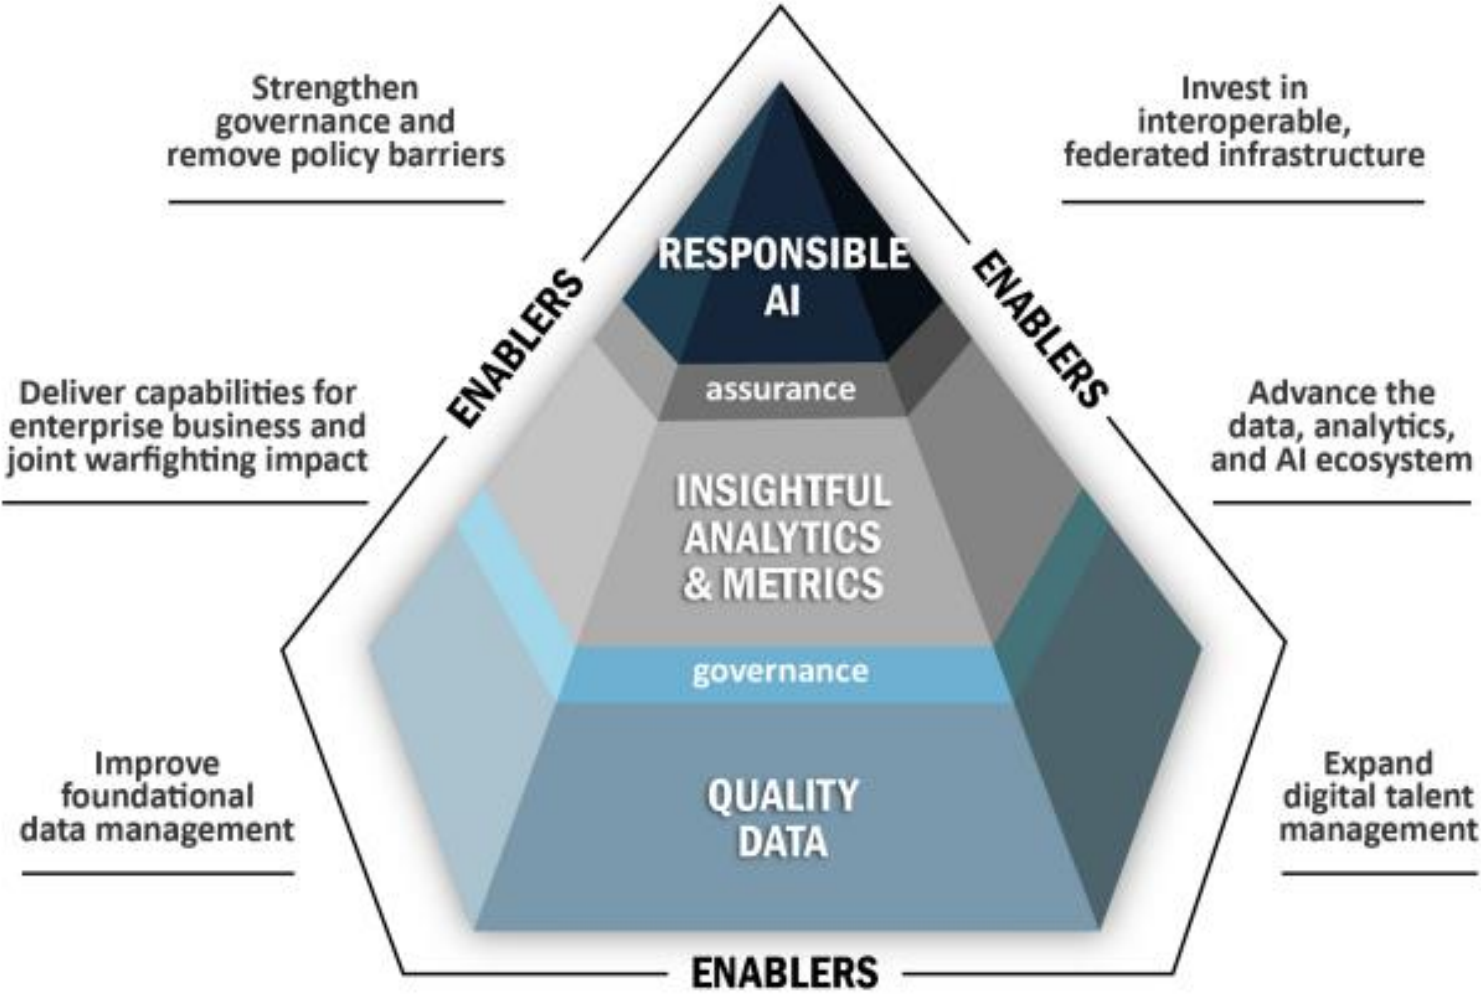 Strengthen
governance and
remove policy barriers
Invest in
interoperable,
federated infrastructure
RESPONSIBLE
AI
ENABLERS
ENABLERS
assurance
Deliver capabilities for
enterprise business and
joint warfighting impact
Advance the
data, analytics,
and AI ecosystem
INSIGHTFUL
ANALYTICS
& METRICS
governance
Improve
foundational
data management
QUALITY
DATA
Expand
digital talent
management
ENABLERS